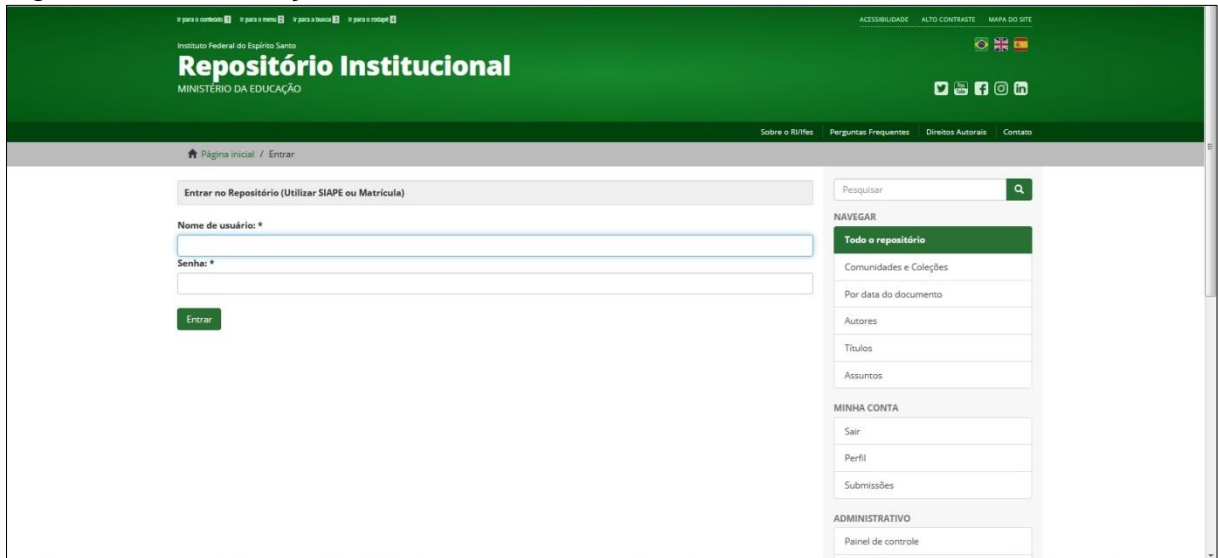 Ir para o conteúdo 1 Ir para o menu 2 Ir para a busca 3 Ir para o rodapé 4
ACESSIBILIDADE ALTO CONTRASTE MAPA DO SITE
Instituto Federal do Espírito Santo
Repositório Institucional
MINISTÉRIO DA EDUCAÇÃO
Sobre o RI/Ifes Perguntas Frequentes Direitos Autorais Contato
Página inicial / Entrar
Entrar no Repositório (Utilizar SIAPE ou Matrícula)
Nome de usuário: *
Senha: *
Entrar
Pesquisar
NAVEGAR
Todo o repositório
Comunidades e Coleções
Por data do documento
Autores
Títulos
Assuntos
MINHA CONTA
Sair
Perfil
Submissões
ADMINISTRATIVO
Painel de controle